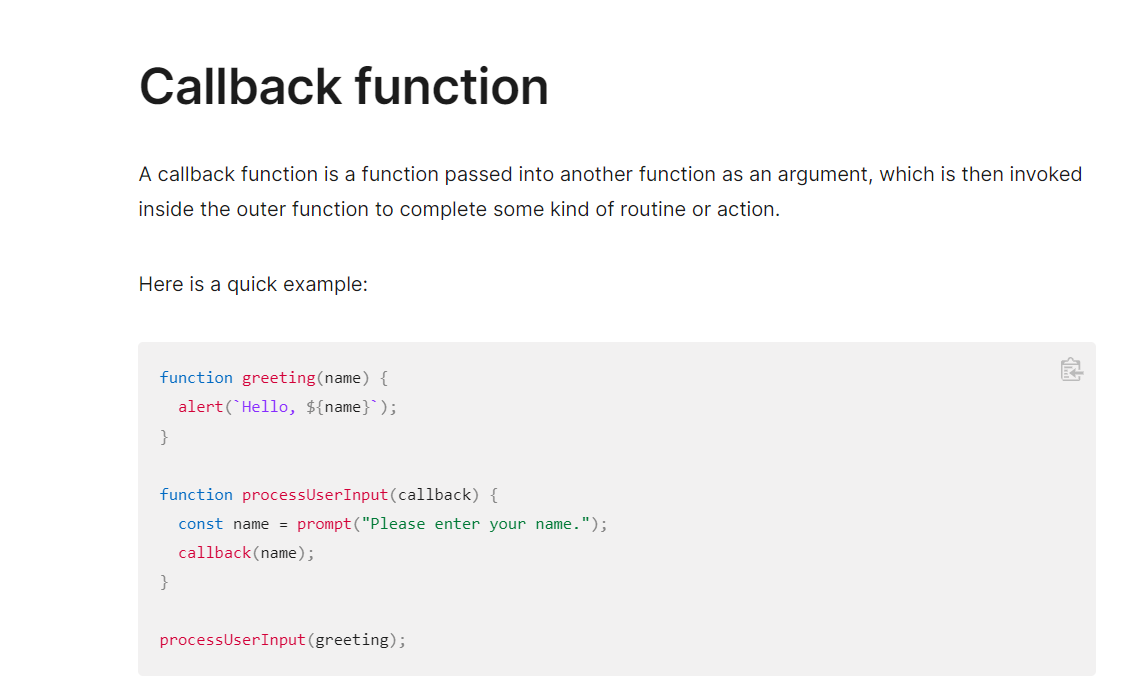 Callback function
A callback function is a function passed into another function as an argument, which is then invoked
inside the outer function to complete some kind of routine or action.
Here is a quick example:
function greeting(name) {
  alert(`Hello, ${name}`);
}
function processUserInput(callback) {
  const name = prompt("Please enter your name.");
  callback(name);
}
processUserInput(greeting);